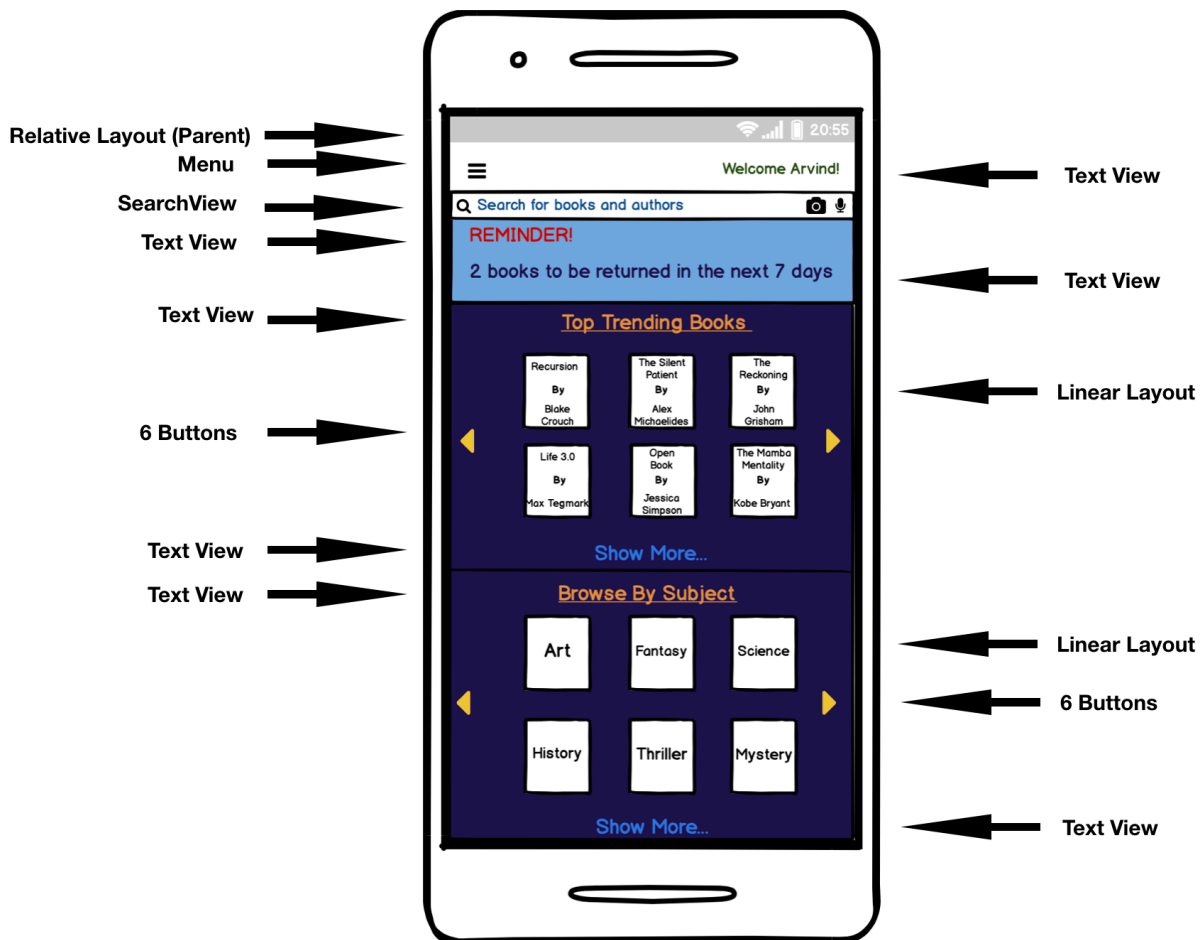 Relative Layout (Parent)
Menu
SearchView
Text View
Text View
6 Buttons
Text View
Text View
20:55
Welcome Arvind!
Search for books and authors
REMINDER!
2 books to be returned in the next 7 days
Top Trending Books
Recursion
By
Blake
Crouch
The Silent
Patient
By
Alex
Michaelides
The
Reckoning
By
John
Grisham
Life 3.0
By
Max Tegmark
Open
Book
By
Jessica
Simpson
The Mamba
Mentality
By
Kobe Bryant
Show More...
Browse By Subject
Art
Fantasy
Science
History
Thriller
Mystery
Show More...
Text View
Text View
Linear Layout
Linear Layout
6 Buttons
Text View